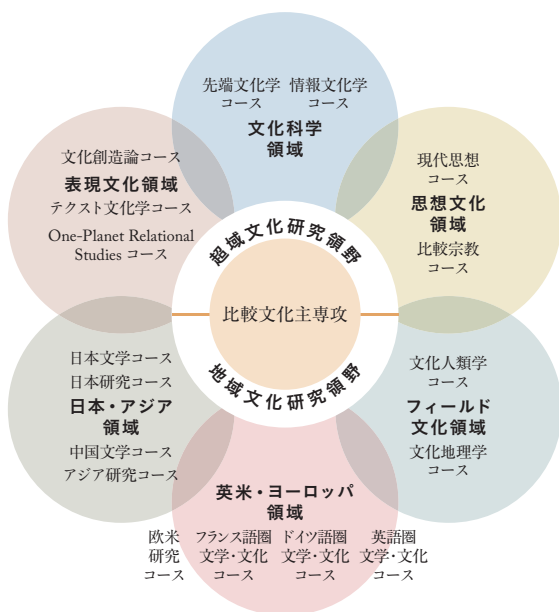 先端文化学 情報文化学
コース コース
文化科学
領域
文化創造論コース
表現文化領域
テクスト文化学コース
One-Planet Relational
Studies コース
現代思想
コース
思想文化
領域
比較宗教
コース
超域文化研究領野
比較文化主専攻
地域文化研究領野
日本文学コース
日本研究コース
日本・アジア
領域
中国文学コース
アジア研究コース
文化人類学
コース
フィールド
文化領域
文化地理学
コース
英米・ヨーロッパ
領域
欧米 フランス語圏 ドイツ語圏 英語圏
研究 文学・文化 文学・文化 文学・文化
コース コース コース コース